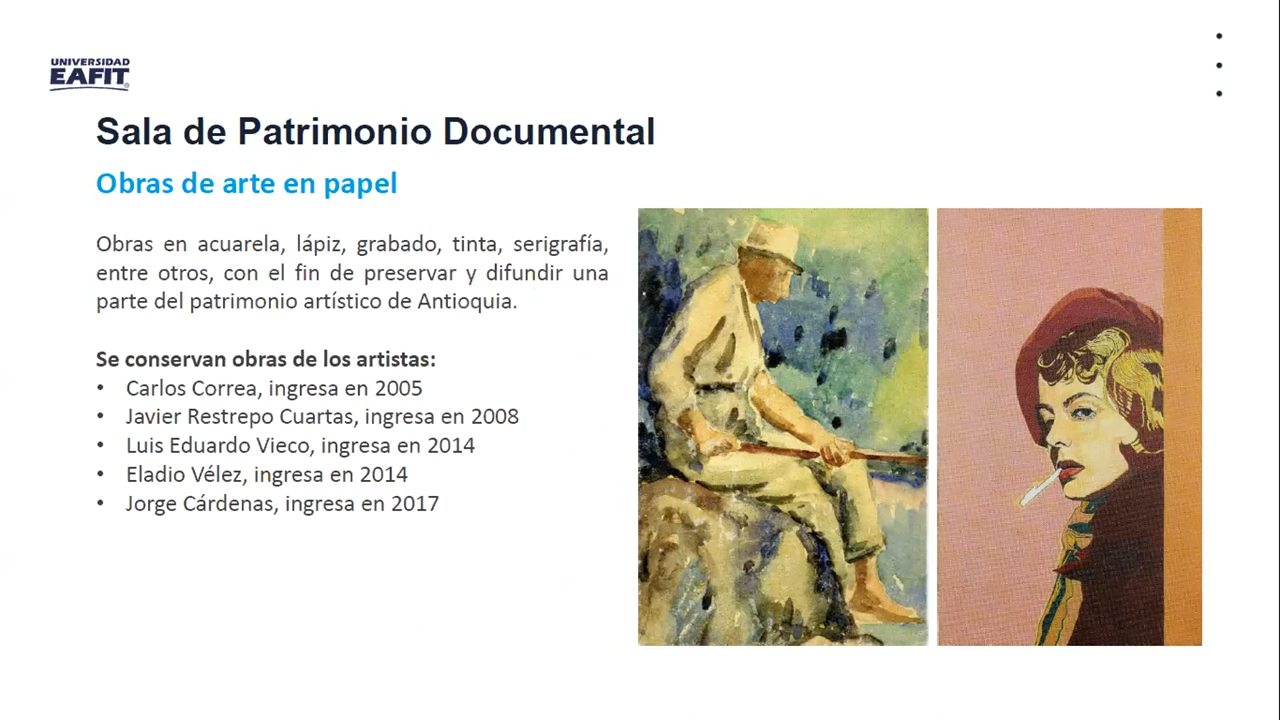 UNIVERSIDAD
EAFIT
Sala de Patrimonio Documental
Obras de arte en papel
Obras en acuarela, lápiz, grabado, tinta, serigrafía,
entre otros, con el fin de preservar y difundir una
parte del patrimonio artístico de Antioquia.
Se conservan obras de los artistas:
• Carlos Correa, ingresa en 2005
• Javier Restrepo Cuartas, ingresa en 2008
• Luis Eduardo Vieco, ingresa en 2014
• Eladio Vélez, ingresa en 2014
• Jorge Cárdenas, ingresa en 2017